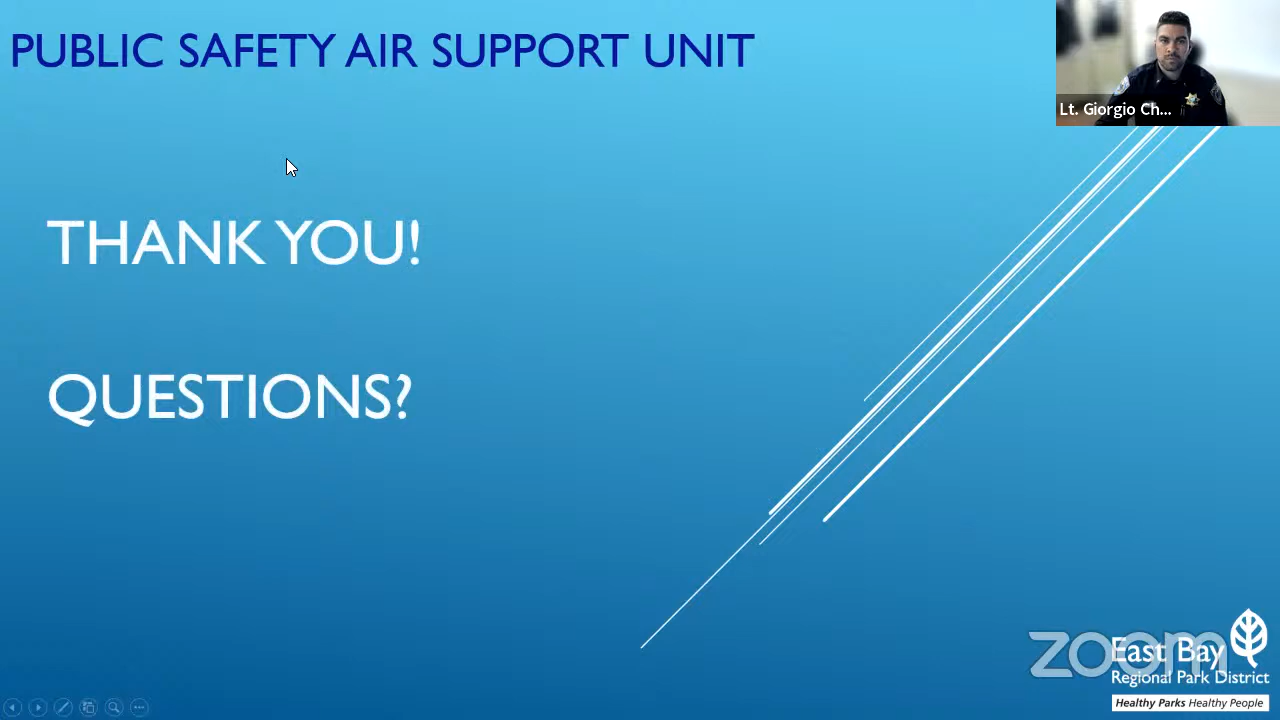 PUBLIC SAFETY AIR SUPPORT UNIT
Lt. Giorgio Ch...
THANK YOU!
QUESTIONS?
zoom
East Bay
Regional Park District
Healthy Parks Healthy People